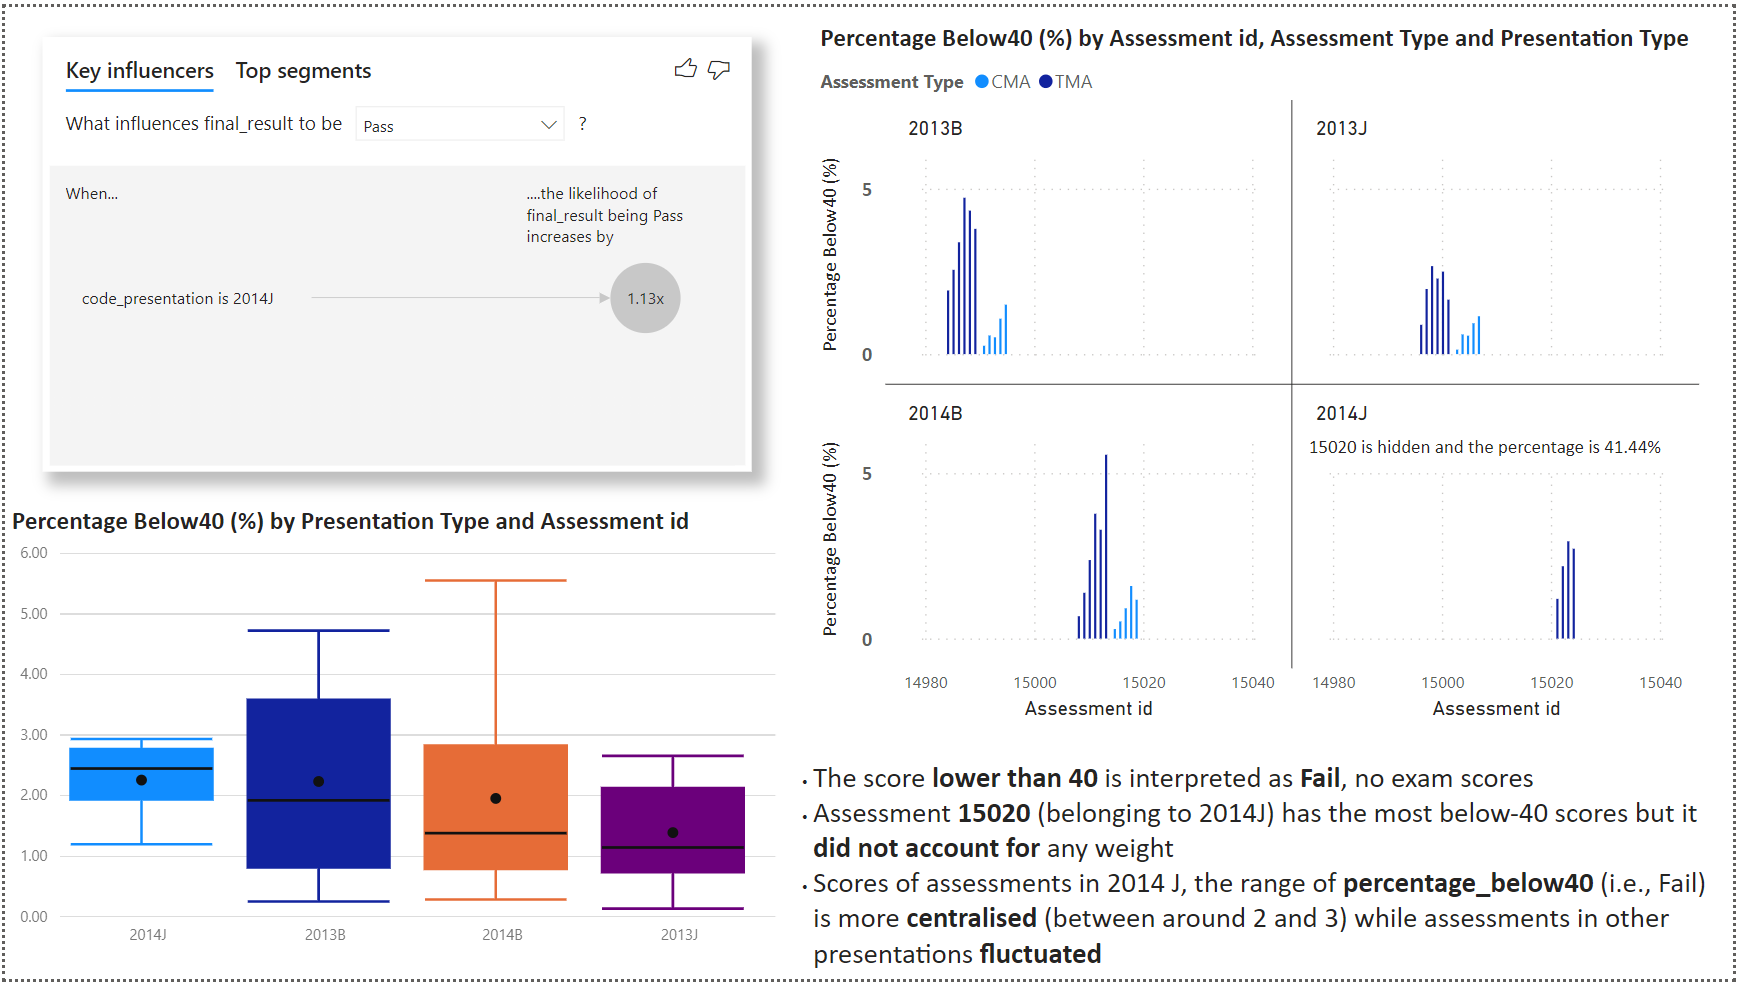 Key influencers Top segments
What influences final_result to be Pass ?
When...
....the likelihood of
final_result being Pass
increases by
code_presentation is 2014J
1.13x
Percentage Below40 (%) by Presentation Type and Assessment id
6.00
5.00
4.00
3.00
2.00
1.00
0.00
2014J 2013B 2014B 2013J
Percentage Below40 (%) by Assessment id, Assessment Type and Presentation Type
Assessment Type CMA TMA
2013B
2013J
Percentage Below40 (%)
5
0
2014B
2014J
15020 is hidden and the percentage is 41.44%
Percentage Below40 (%)
5
0
14980 15000 15020 15040 14980 15000 15020 15040
Assessment id Assessment id
• The score lower than 40 is interpreted as Fail, no exam scores
• Assessment 15020 (belonging to 2014J) has the most below-40 scores but it
did not account for any weight
• Scores of assessments in 2014 J, the range of percentage_below40 (i.e., Fail)
is more centralised (between around 2 and 3) while assessments in other
presentations fluctuated